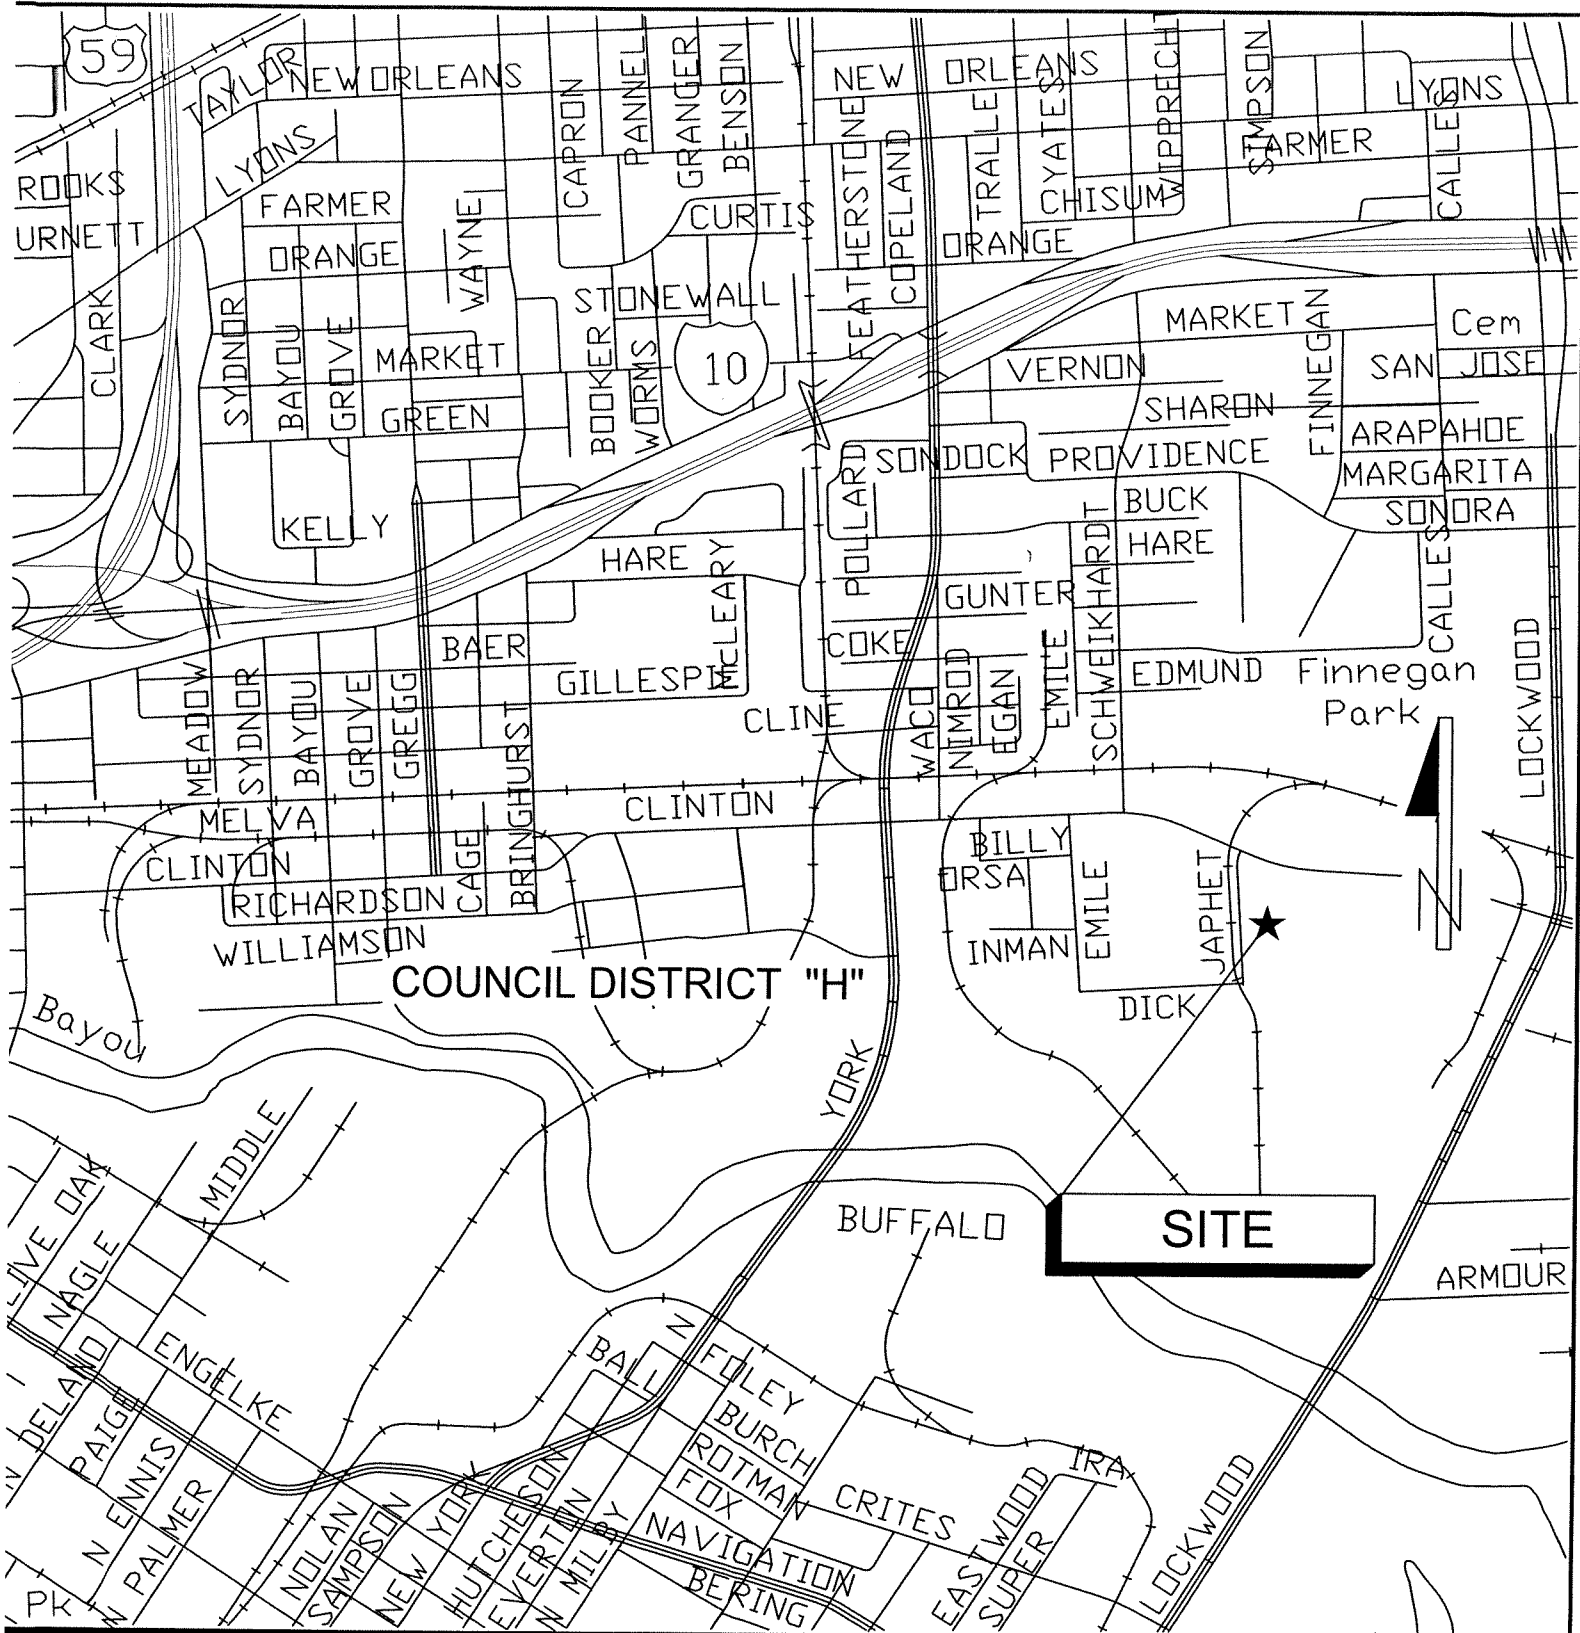 59
TAYLOR
NEW ORLEANS
CAPRON
PANNEL
GRANGER
BENSON
NEW ORLEANS
WIPPRECHT
SIMPSON
LYONS
LYONS
FEATHERSTONE
COPELAND
TRALLE
CYATES
FARMER
CALLES
ROOKS
FARMER
WAYNE
CURTIS
CHISUM
URNETT
ORANGE
ORANGE
CLARK
SYDNOR
BAYOU
GROVE
STONEWALL
MARKET
FINNEGAN
Cem
MARKET
BOOKER
WORMS
10
VERNON
SAN JOSE
GREEN
SHARON
ARAPAHOE
POLLARD
SONDOCK
PROVIDENCE
MARGARITA
KELLY
BUCK
SONORA
HARE
MCLEARY
SCHWEIKHARDT
HARE
CALLES
GUNTER
LOCKWOOD
BAER
COKE
EMILE
GILLESPIE
EDMUND
Finnegan
Park
MEADOW
SYDNOR
BAYOU
GROVE
GREGG
BRINGHURST
CLINE
WACO
NIMROD
EGAN
MELVA
CLINTON
CLINTON
CAGE
BILLY
ORSA
EMILE
JAPHET
N
RICHARDSON
WILLIAMSON
INMAN
COUNCIL DISTRICT "H"
DICK
Bayou
YORK
MIDDLE
LIVE OAK
NAGLE
BUFFALO
SITE
ARMOUR
ENGELKE
DELANO
PAIGE
N ENNIS
PALMER
BALL
N
FOLEY
BURCH
ROTMAN
FOX
NAVIGATION
BERING
CRITES
IRA
EASTWOOD
SUPER
LOCKWOOD
NOLAN
SAMPSON
NEW YORK
HUTCHESON
EVERTON
N MILBY
Pk
N